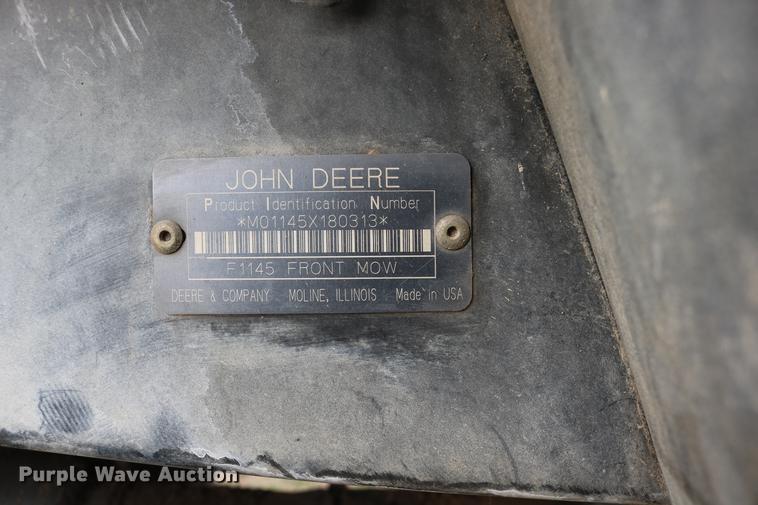 JOHN DEERE
Product Identification Number
*M01145X180313*
F1145 FRONT MOW
DEERE & COMPANY MOLINE, ILLINOIS Made in USA
Purple Wave Auction